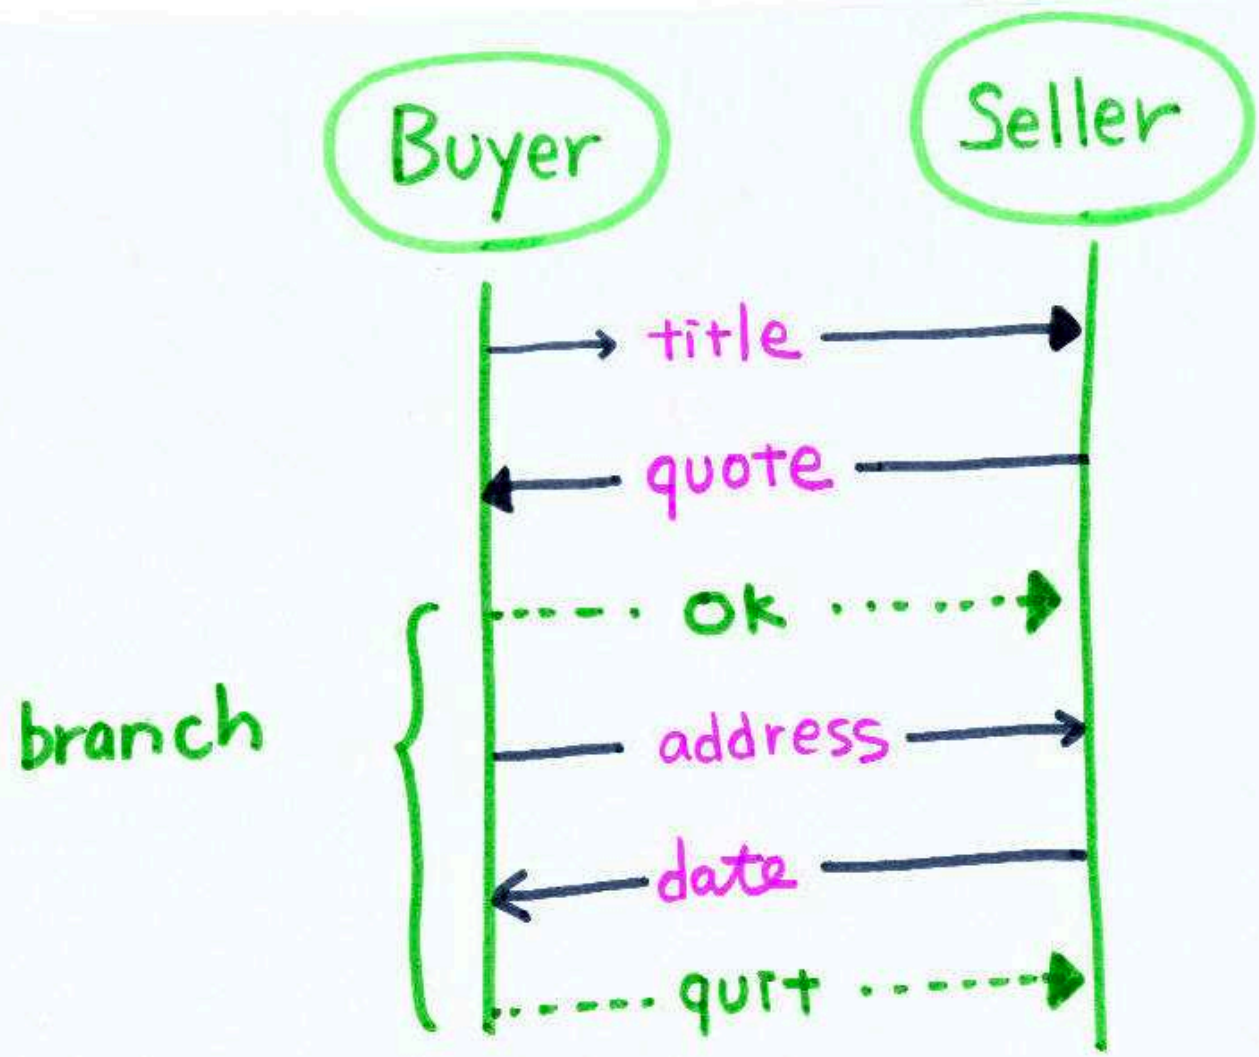 Buyer
Seller
title
quote
ok
branch
address
date
quit